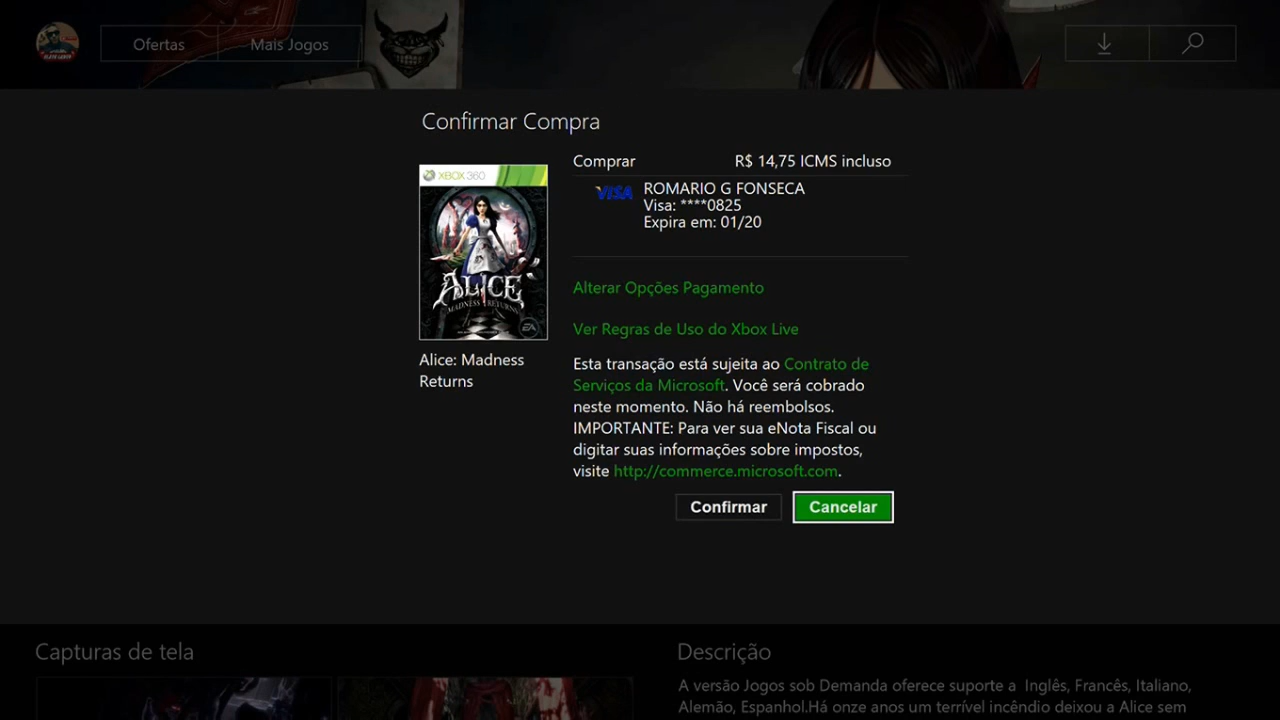 Ofertas
Mais Jogos
Confirmar Compra
XBOX 360
ALICE
MADNESS RETURNS
EA
Alice: Madness
Returns
Comprar R$ 14,75 ICMS incluso
VISA
ROMARIO G FONSECA
Visa: ****0825
Expira em: 01/20
Alterar Opções Pagamento
Ver Regras de Uso do Xbox Live
Esta transação está sujeita ao Contrato de
Serviços da Microsoft. Você será cobrado
neste momento. Não há reembolsos.
IMPORTANTE: Para ver sua eNota Fiscal ou
digitar suas informações sobre impostos,
visite http://commerce.microsoft.com.
Confirmar
Cancelar
Capturas de tela
Descrição
A versão Jogos sob Demanda oferece suporte a Inglês, Francês, Italiano,
Alemão, Espanhol.Há onze anos um terrível incêndio deixou a Alice sem